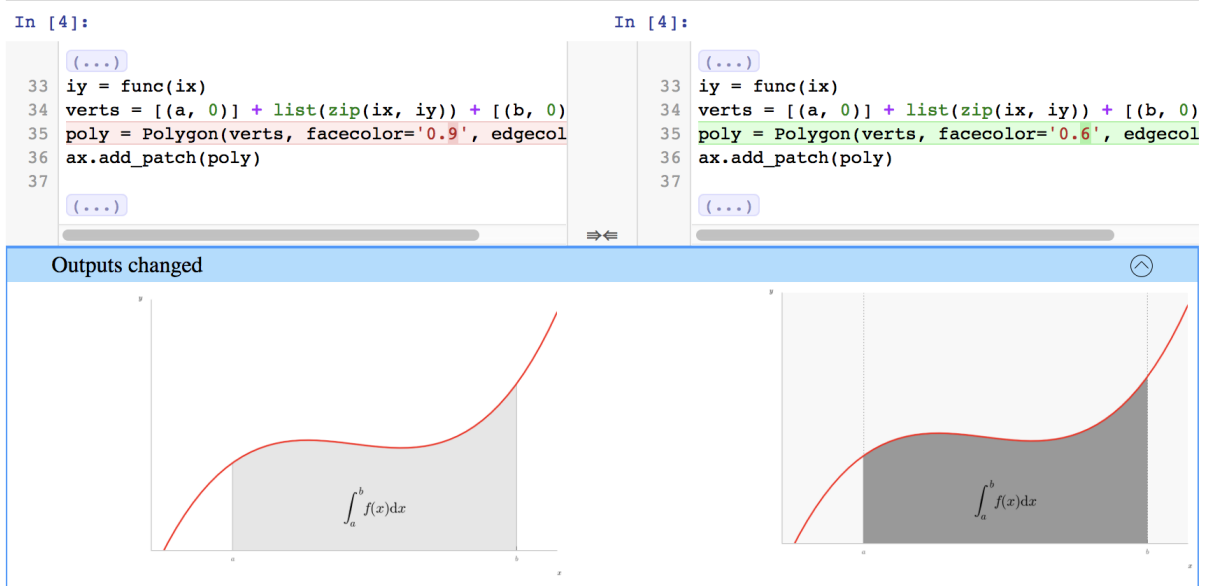 In [4]:
(...)
33 iy = func(ix)
34 verts = [(a, 0)] + list(zip(ix, iy)) + [(b, 0)
35 poly = Polygon(verts, facecolor='0.9', edgecol
36 ax.add_patch(poly)
37
(...)
In [4]:
(...)
33 iy = func(ix)
34 verts = [(a, 0)] + list(zip(ix, iy)) + [(b, 0)
35 poly = Polygon(verts, facecolor='0.6', edgecol
36 ax.add_patch(poly)
37
(...)
⇒⇐
Outputs changed
y
∫_a^b f(x)dx
a b
x
y
∫_a^b f(x)dx
a b
x